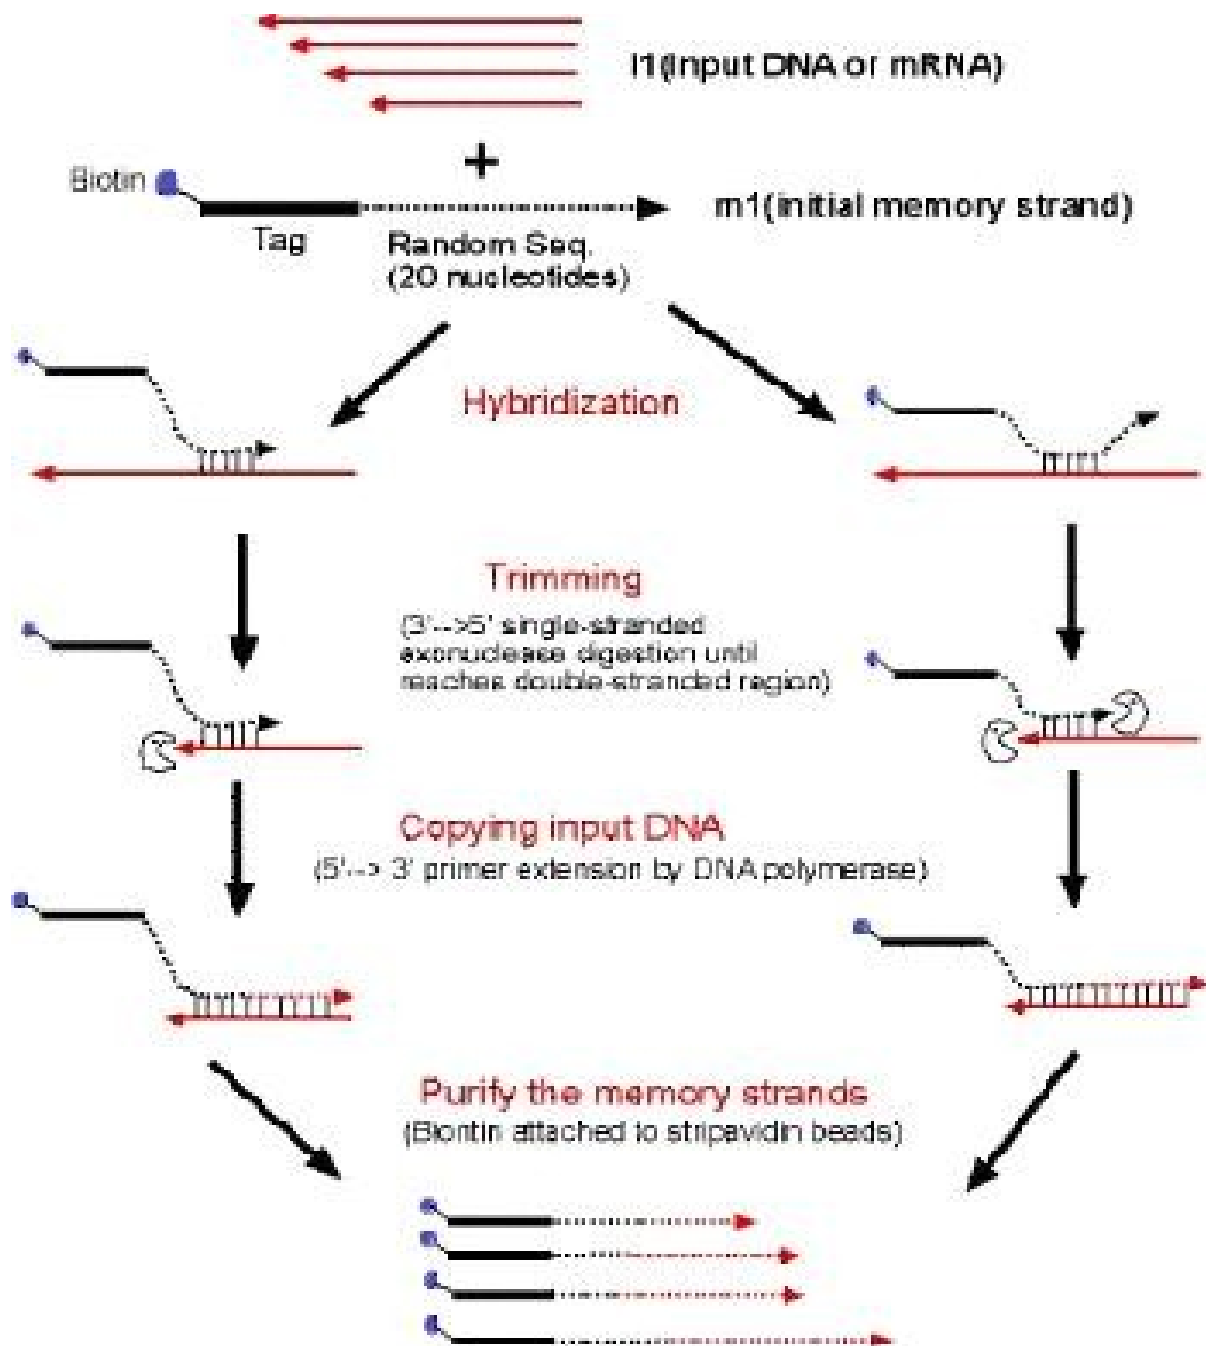 I1(Input DNA or mRNA)
+
Biotin
m1(initial memory strand)
Tag
Random Seq.
(20 nucleotides)
Hybridization
Trimming
(3'-->5' single-stranded
exonuclease digestion until
reaches double-stranded region)
Copying input DNA
(5'--> 3' primer extension by DNA polymerase)
Purify the memory strands
(Biontin attached to stripavidin beads)